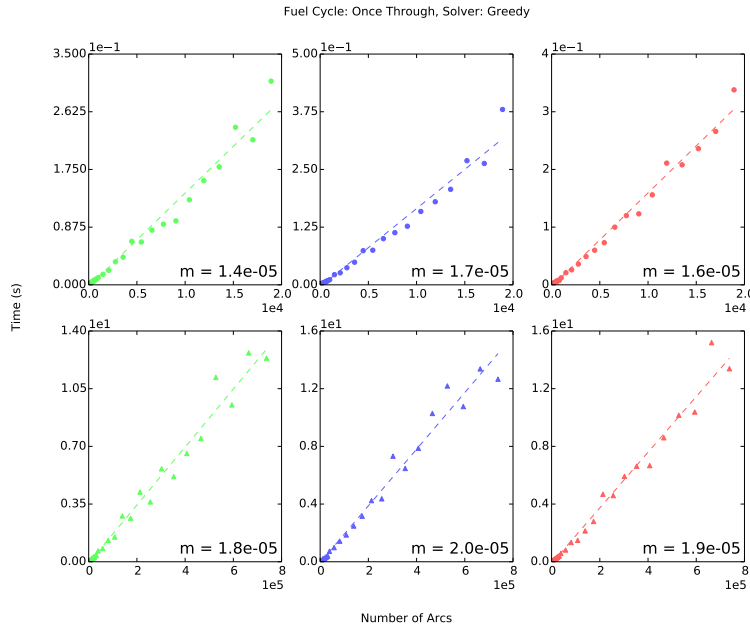 Fuel Cycle: Once Through, Solver: Greedy
1e−1
3.500
2.625
1.750
0.875
0.000
m = 1.4e-05
0.0 0.5 1.0 1.5 2.0
1e4
1e−1
5.00
3.75
2.50
1.25
0.00
m = 1.7e-05
0.0 0.5 1.0 1.5 2.0
1e4
1e−1
4
3
2
1
0
m = 1.6e-05
0.0 0.5 1.0 1.5 2.0
1e4
Time (s)
1e1
1.40
1.05
0.70
0.35
0.00
m = 1.8e-05
0 2 4 6 8
1e5
1e1
1.6
1.2
0.8
0.4
0.0
m = 2.0e-05
0 2 4 6 8
1e5
1e1
1.6
1.2
0.8
0.4
0.0
m = 1.9e-05
0 2 4 6 8
1e5
Number of Arcs